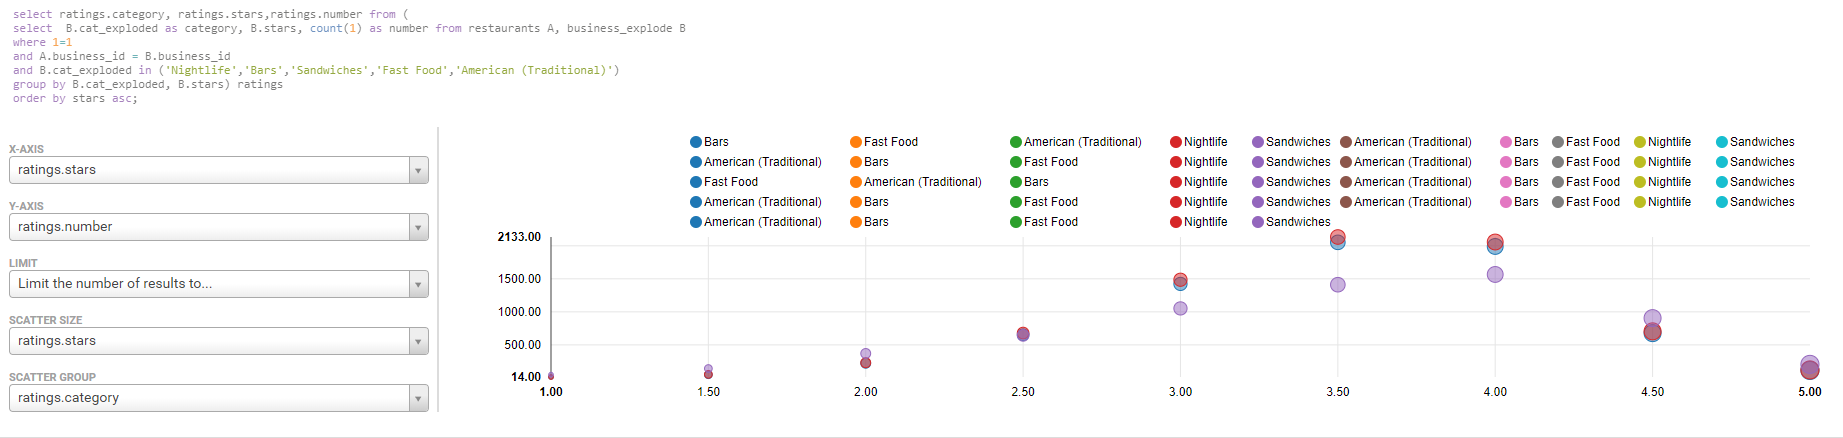 select ratings.category, ratings.stars,ratings.number from (
select  B.cat_exploded as category, B.stars, count(1) as number from restaurants A, business_explode B
where 1=1
and A.business_id = B.business_id
and B.cat_exploded in ('Nightlife','Bars','Sandwiches','Fast Food','American (Traditional)')
group by B.cat_exploded, B.stars) ratings
order by stars asc;
X-AXIS
ratings.stars
Y-AXIS
ratings.number
LIMIT
Limit the number of results to...
SCATTER SIZE
ratings.stars
SCATTER GROUP
ratings.category
Bars Fast Food American (Traditional) Nightlife Sandwiches American (Traditional) Bars Fast Food Nightlife Sandwiches
American (Traditional) Bars Fast Food Nightlife Sandwiches American (Traditional) Bars Fast Food Nightlife Sandwiches
Fast Food American (Traditional) Bars Nightlife Sandwiches American (Traditional) Bars Fast Food Nightlife Sandwiches
American (Traditional) Bars Fast Food Nightlife Sandwiches American (Traditional) Bars Fast Food Nightlife Sandwiches
American (Traditional) Bars Fast Food Nightlife Sandwiches
2133.00
1500.00
1000.00
500.00
14.00
1.00 1.50 2.00 2.50 3.00 3.50 4.00 4.50 5.00